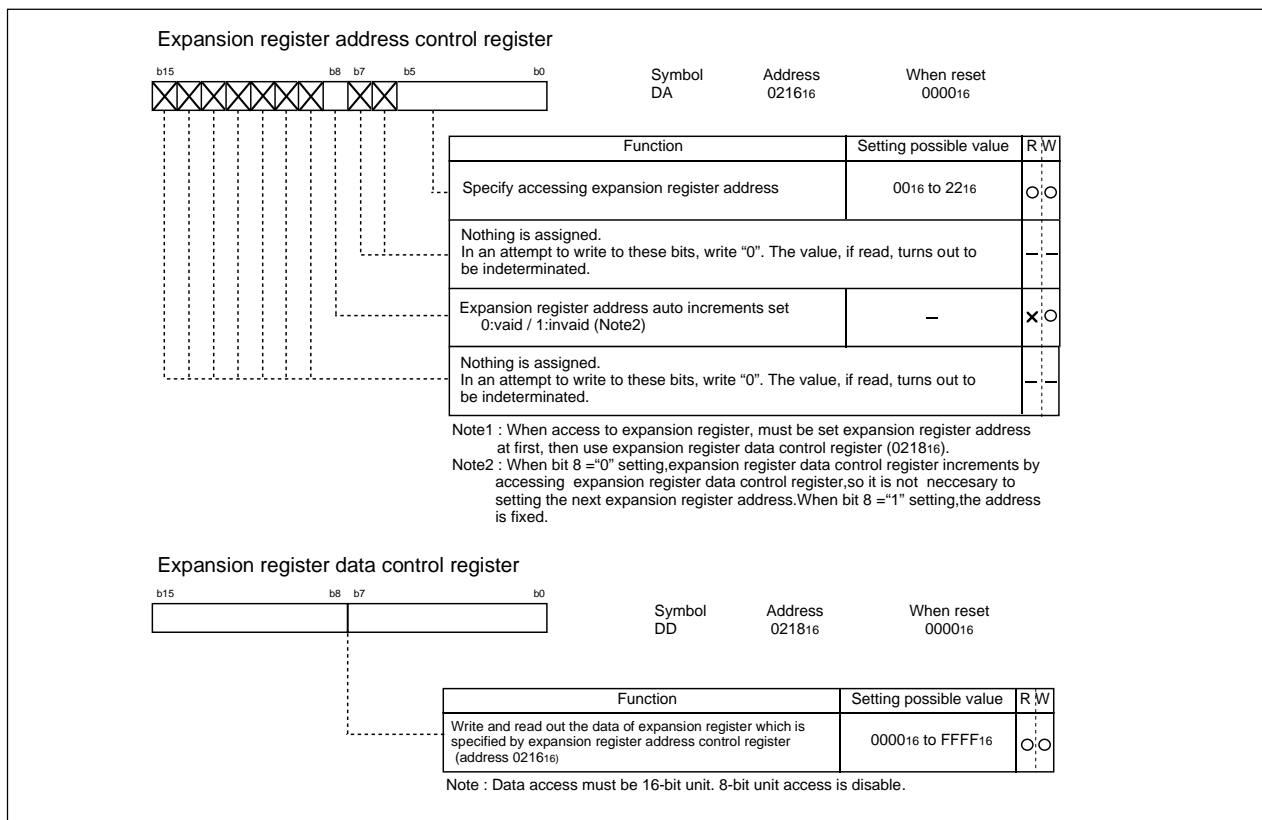 Expansion register address control register
b15 b8 b7 b5 b0
Symbol Address When reset
DA 021616 000016
Function Setting possible value R W
Specify accessing expansion register address 0016 to 2216
Nothing is assigned.
In an attempt to write to these bits, write “0”. The value, if read, turns out to
be indeterminated.
Expansion register address auto increments set
0:vaid / 1:invaid (Note2) –
Nothing is assigned.
In an attempt to write to these bits, write “0”. The value, if read, turns out to
be indeterminated.
Note1 : When access to expansion register, must be set expansion register address
at first, then use expansion register data control register (021816).
Note2 : When bit 8 =“0” setting,expansion register data control register increments by
accessing expansion register data control register,so it is not neccesary to
setting the next expansion register address.When bit 8 =“1” setting,the address
is fixed.
Expansion register data control register
b15 b8 b7 b0
Symbol Address When reset
DD 021816 000016
Function Setting possible value R W
Write and read out the data of expansion register which is
specified by expansion register address control register 000016 to FFFF16
(address 021616)
Note : Data access must be 16-bit unit. 8-bit unit access is disable.